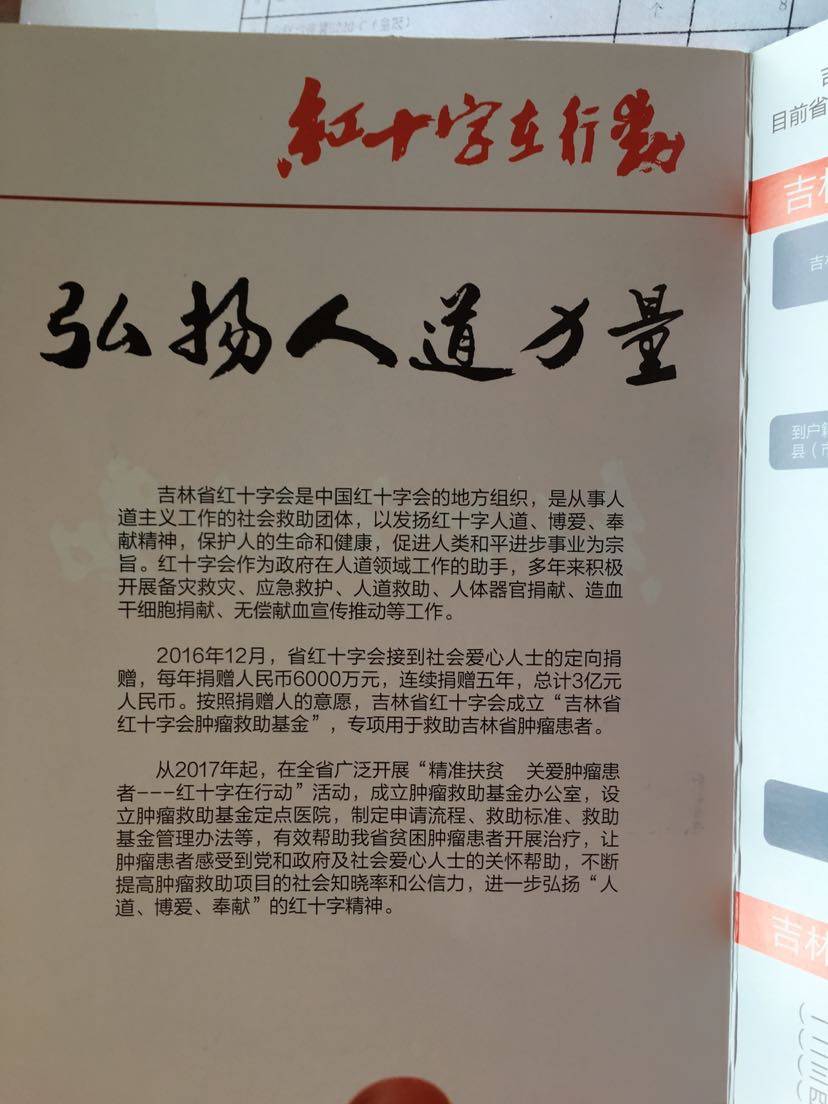 个
8
紅十字在行动
弘扬人道力量
吉林省红十字会是中国红十字会的地方组织，是从事人
道主义工作的社会救助团体，以发扬红十字人道、博爱、奉
献精神，保护人的生命和健康，促进人类和平进步事业为宗
旨。红十字会作为政府在人道领域工作的助手，多年来积极
开展备灾救灾、应急救护、人道救助、人体器官捐献、造血
干细胞捐献、无偿献血宣传推动等工作。
2016年12月，省红十字会接到社会爱心人士的定向捐
赠，每年捐赠人民币6000万元，连续捐赠五年，总计3亿元
人民币。按照捐赠人的意愿，吉林省红十字会成立“吉林省
红十字会肿瘤救助基金”，专项用于救助吉林省肿瘤患者。
从2017年起，在全省广泛开展“精准扶贫　关爱肿瘤患
者---红十字在行动”活动，成立肿瘤救助基金办公室，设
立肿瘤救助基金定点医院，制定申请流程、救助标准、救助
基金管理办法等，有效帮助我省贫困肿瘤患者开展治疗，让
肿瘤患者感受到党和政府及社会爱心人士的关怀帮助，不断
提高肿瘤救助项目的社会知晓率和公信力，进一步弘扬“人
道、博爱、奉献”的红十字精神。
目前省
吉林
吉
到户籍
县（市
吉林